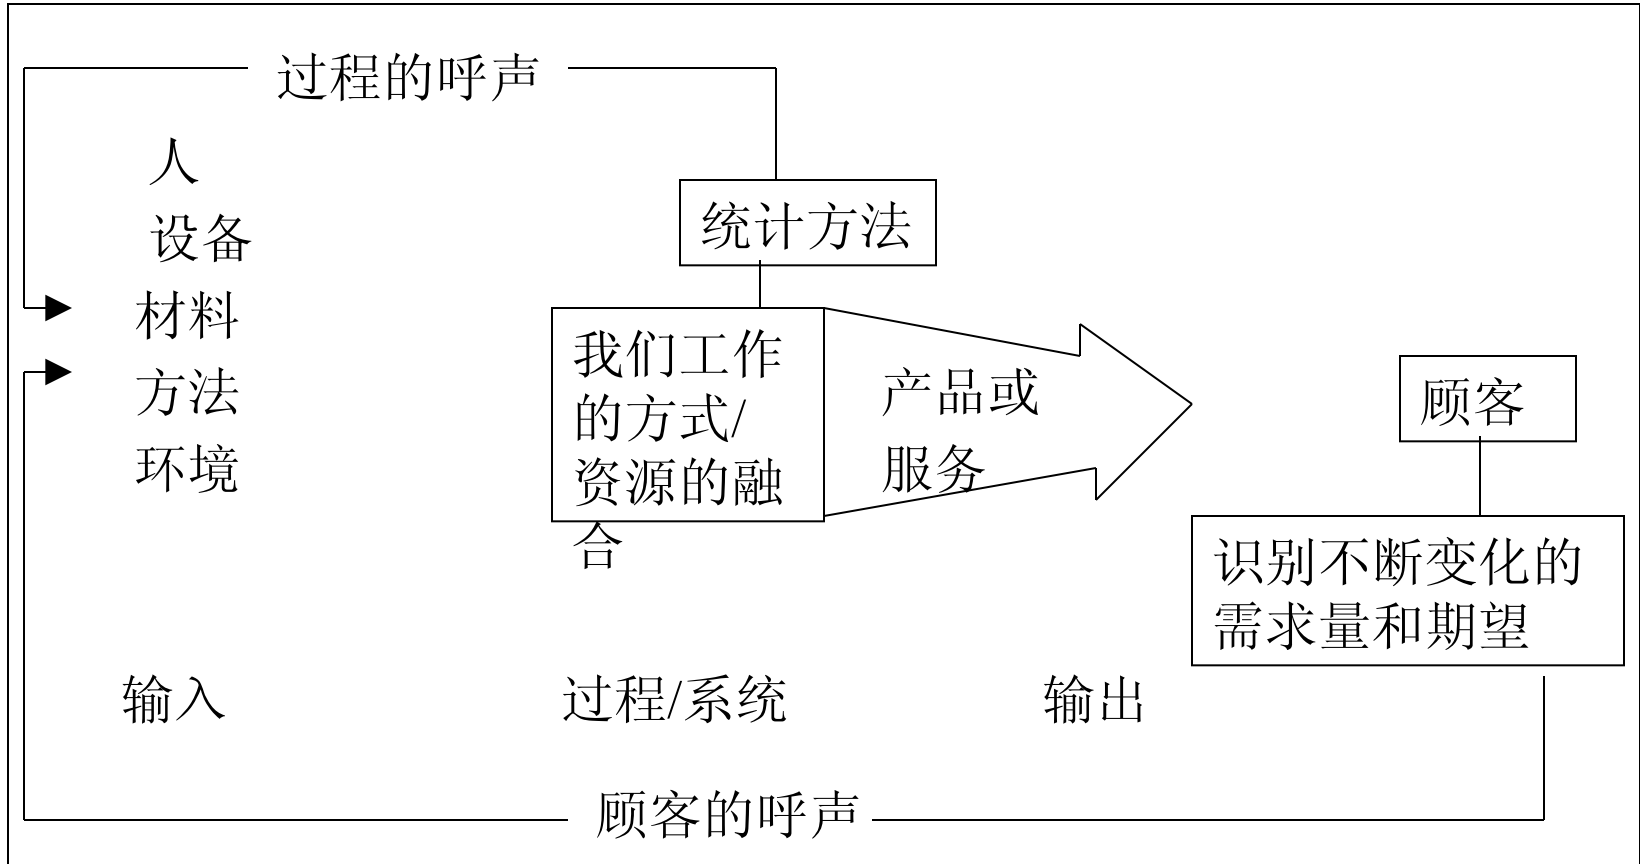 过程的呼声
人
设备
材料
方法
环境
统计方法
我们工作
的方式/
资源的融
合
产品或
服务
顾客
识别不断变化的
需求量和期望
输入
过程/系统
输出
顾客的呼声